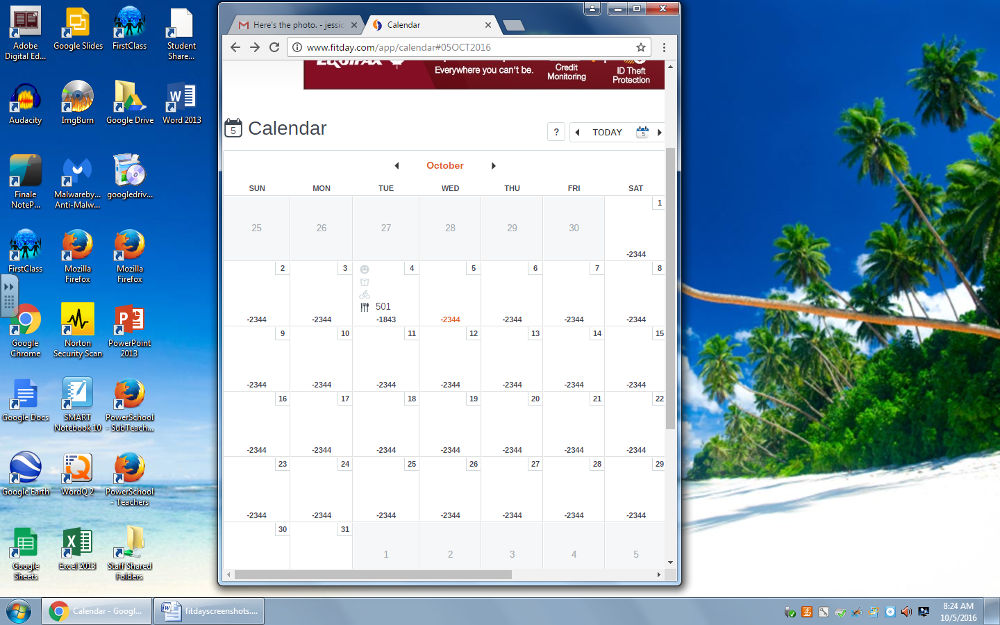 Adobe
Digital Ed...
Google Slides
FirstClass
Student
Share...
Audacity
ImgBurn
Google Drive
Word 2013
Finale
NoteP...
Malwareby...
Anti-Malw...
googledriv...
FirstClass
Mozilla
Firefox
Mozilla
Firefox
Google
Chrome
Norton
Security Scan
PowerPoint
2013
Google Docs
SMART
Notebook 10
PowerSchool
- SubTeach...
Google Earth
WordQ 2
PowerSchool
- Teachers
Google
Sheets
Excel 2013
Staff Shared
Folders
Here's the photo. - jessic
Calendar
www.fitday.com/app/calendar#05OCT2016
EQUIFAX
Everywhere you can't be.
Credit
Monitoring
ID Theft
Protection
5 Calendar
? TODAY 5
October
SUN MON TUE WED THU FRI SAT
25 26 27 28 29 30 1
-2344
2 3 4 5 6 7 8
501
-2344 -2344 -1843 -2344 -2344 -2344 -2344
9 10 11 12 13 14 15
-2344 -2344 -2344 -2344 -2344 -2344 -2344
16 17 18 19 20 21 22
-2344 -2344 -2344 -2344 -2344 -2344 -2344
23 24 25 26 27 28 29
-2344 -2344 -2344 -2344 -2344 -2344 -2344
30 31 1 2 3 4 5
Calendar - Googl...
fitdayscreenshots....
8:24 AM
10/5/2016